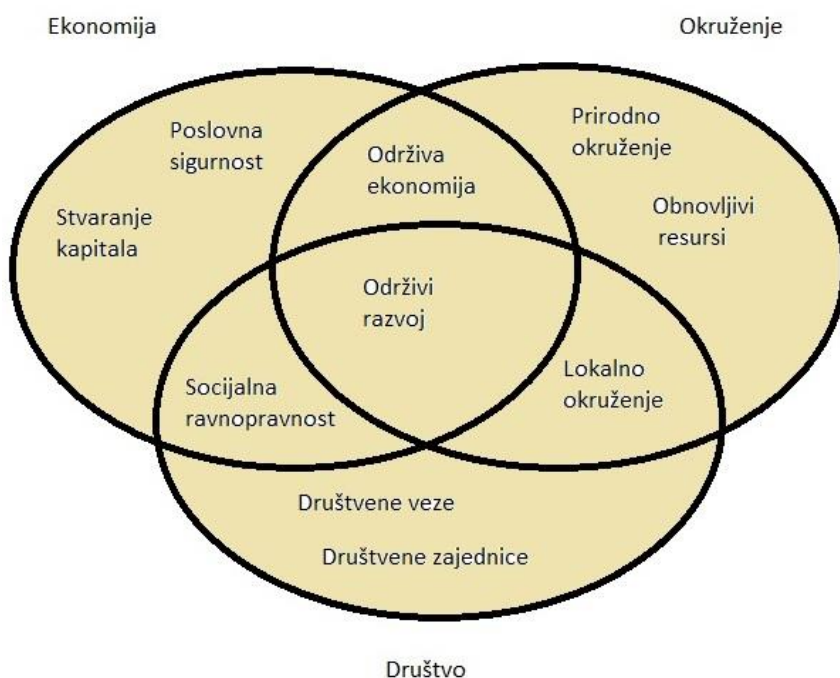 Ekonomija
Okruženje
Poslovna
sigurnost
Održiva
ekonomija
Prirodno
okruženje
Stvaranje
kapitala
Obnovljivi
resursi
Održivi
razvoj
Socijalna
ravnopravnost
Lokalno
okruženje
Društvene veze
Društvene zajednice
Društvo